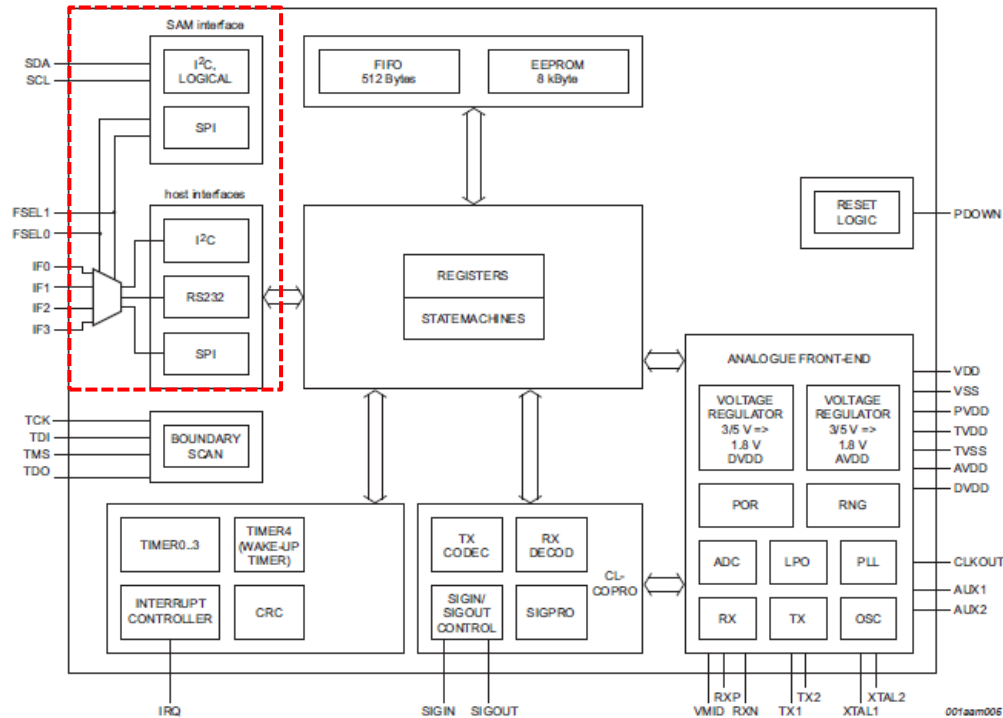 SAM interface
SDA
SCL
I²C,
LOGICAL
SPI
FIFO
512 Bytes
EEPROM
8 kByte
host interfaces
FSEL1
FSEL0
I²C
IF0
IF1
IF2
IF3
RS232
SPI
REGISTERS
STATEMACHINES
RESET
LOGIC
PDOWN
TCK
TDI
TMS
TDO
BOUNDARY
SCAN
ANALOGUE FRONT-END
VOLTAGE
REGULATOR
3/5 V =>
1.8 V
DVDD
VOLTAGE
REGULATOR
3/5 V =>
1.8 V
AVDD
POR
RNG
ADC
LPO
PLL
RX
TX
OSC
VDD
VSS
PVDD
TVDD
TVSS
AVDD
DVDD
CLKOUT
AUX1
AUX2
TIMER0..3
TIMER4
(WAKE-UP
TIMER)
INTERRUPT
CONTROLLER
CRC
TX
CODEC
RX
DECOD
CL-
COPRO
SIGIN/
SIGOUT
CONTROL
SIGPRO
IRQ
SIGIN
SIGOUT
RXP
VMID
RXN
TX2
TX1
XTAL2
XTAL1
001aam005